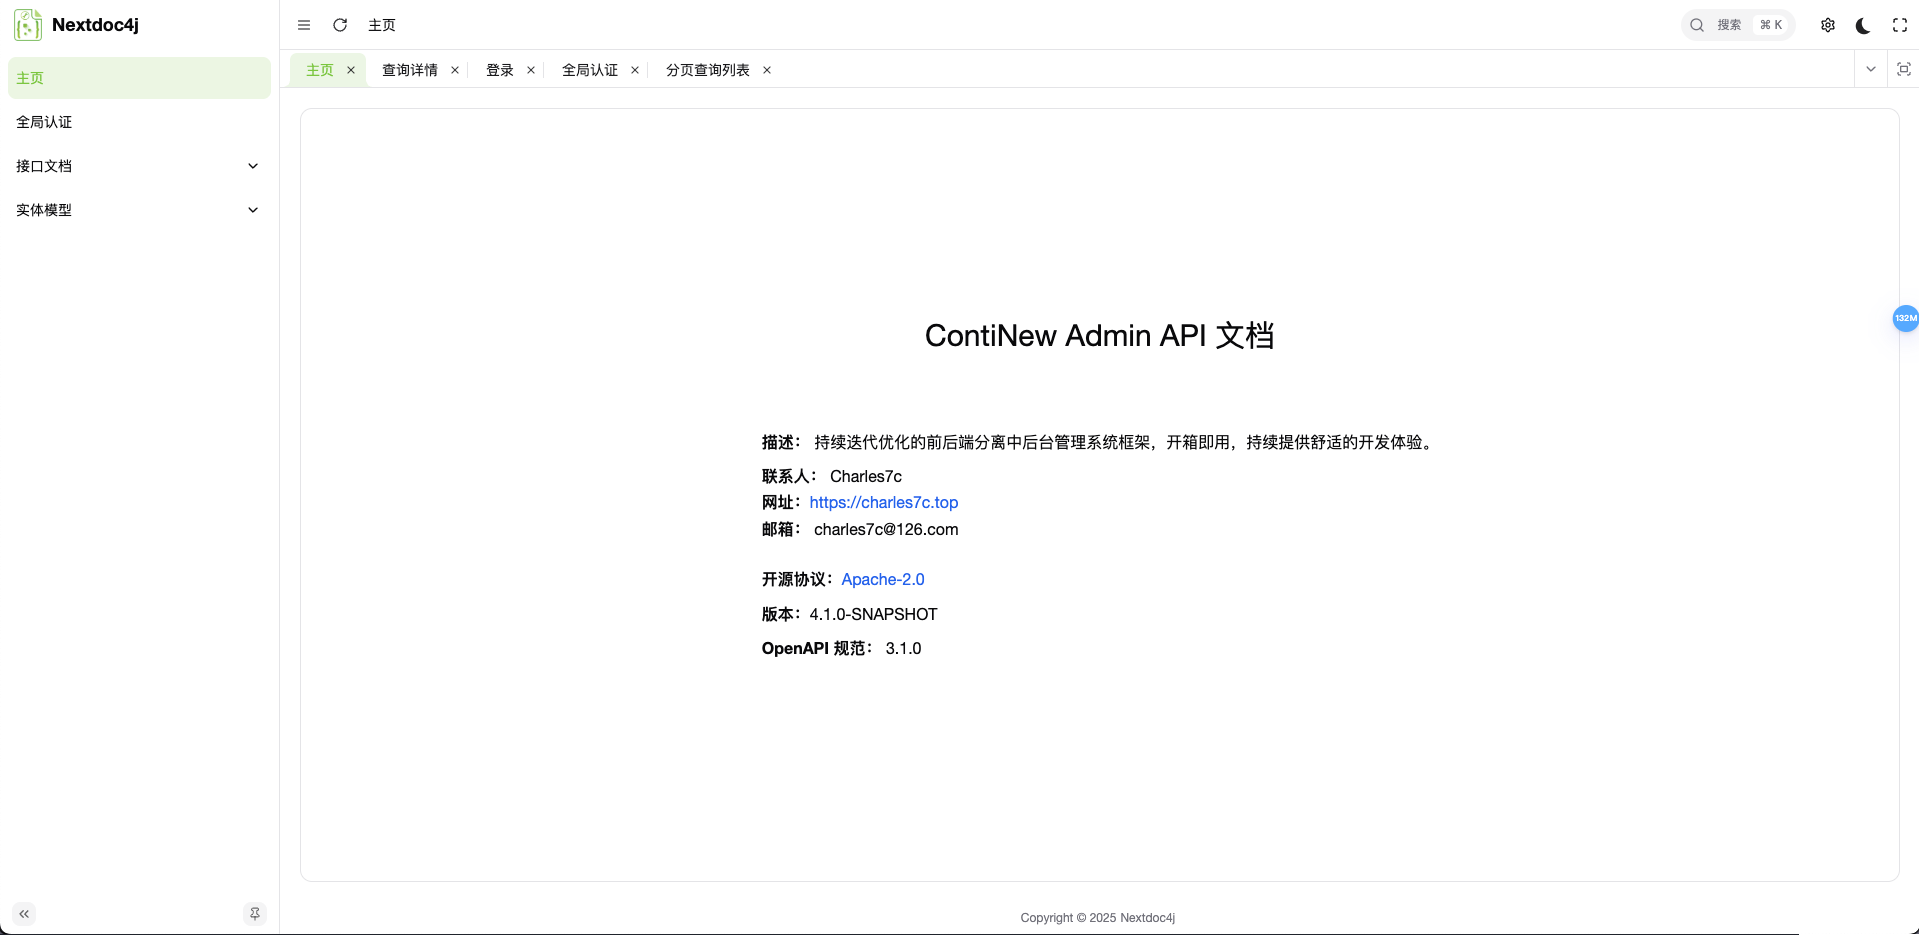 Nextdoc4j
主页
搜索 ⌘ K
主页
全局认证
接口文档
实体模型
主页 查询详情 登录 全局认证 分页查询列表
ContiNew Admin API 文档
描述： 持续迭代优化的前后端分离中后台管理系统框架，开箱即用，持续提供舒适的开发体验。
联系人： Charles7c
网址：https://charles7c.top
邮箱： charles7c@126.com
开源协议：Apache-2.0
版本：4.1.0-SNAPSHOT
OpenAPI 规范： 3.1.0
132M
Copyright © 2025 Nextdoc4j